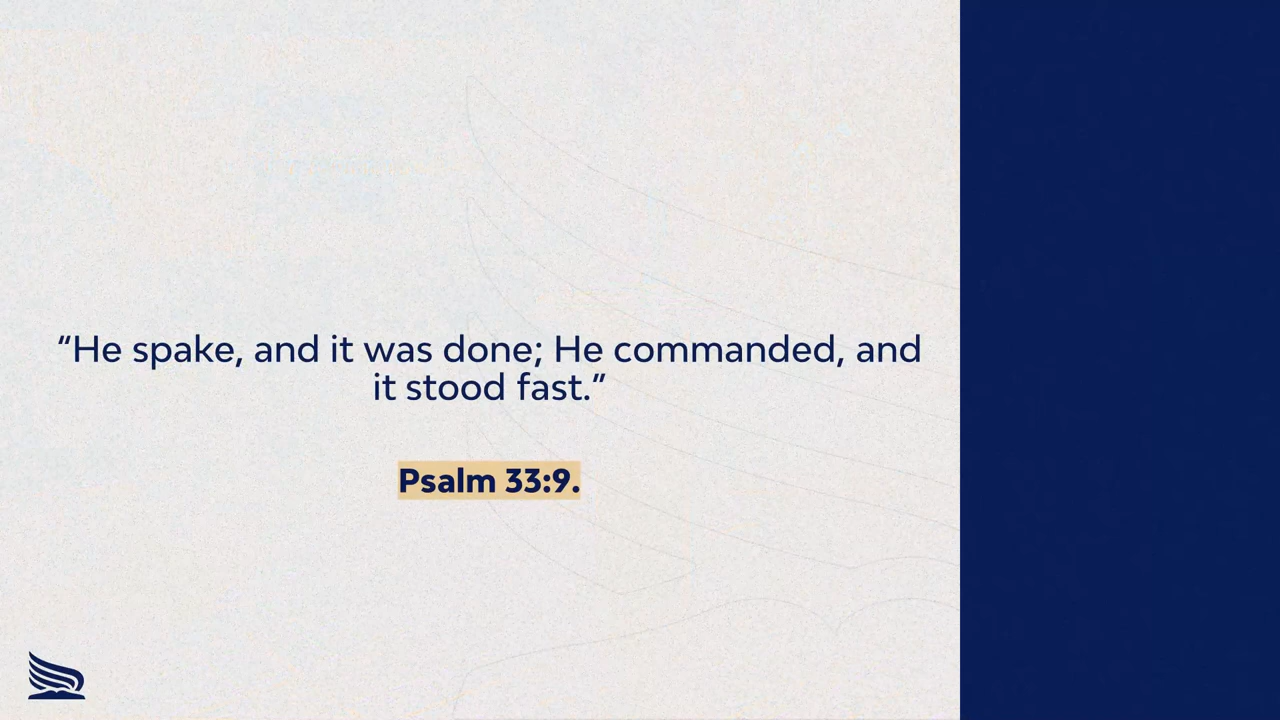 “He spake, and it was done; He commanded, and
it stood fast.”
Psalm 33:9.